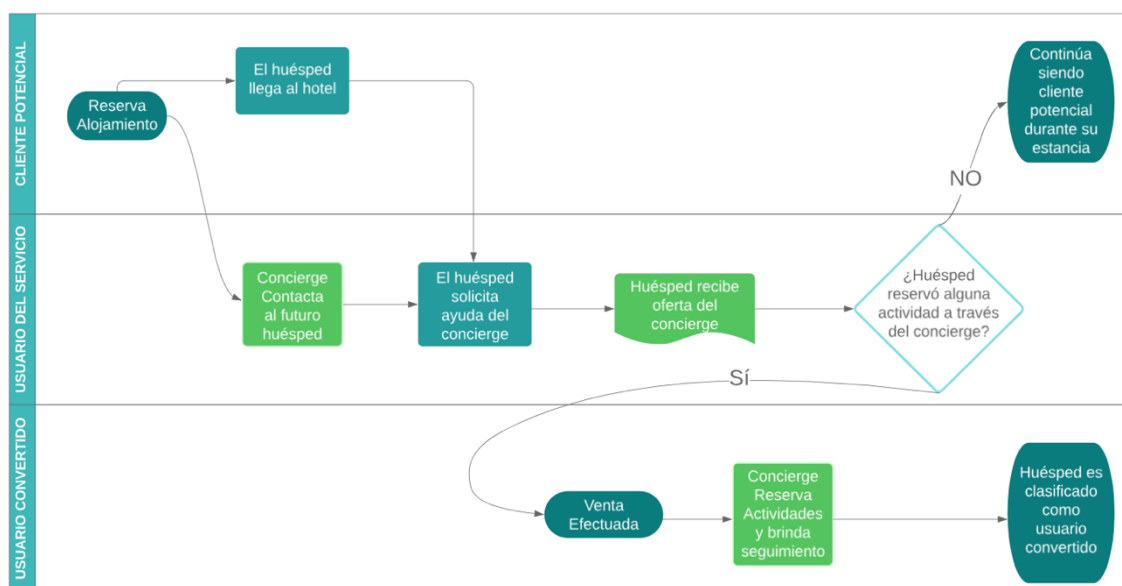 CLIENTE POTENCIAL
Reserva
Alojamiento
El huésped
llega al hotel
Continúa
siendo
cliente
potencial
durante su
estancia
NO
USUARIO DEL SERVICIO
Concierge
Contacta
al futuro
huésped
El huésped
solicita
ayuda del
concierge
Huésped recibe
oferta del
concierge
¿Huésped
reservó alguna
actividad a través
del concierge?
Sí
USUARIO CONVERTIDO
Venta
Efectuada
Concierge
Reserva
Actividades
y brinda
seguimiento
Huésped es
clasificado
como
usuario
convertido